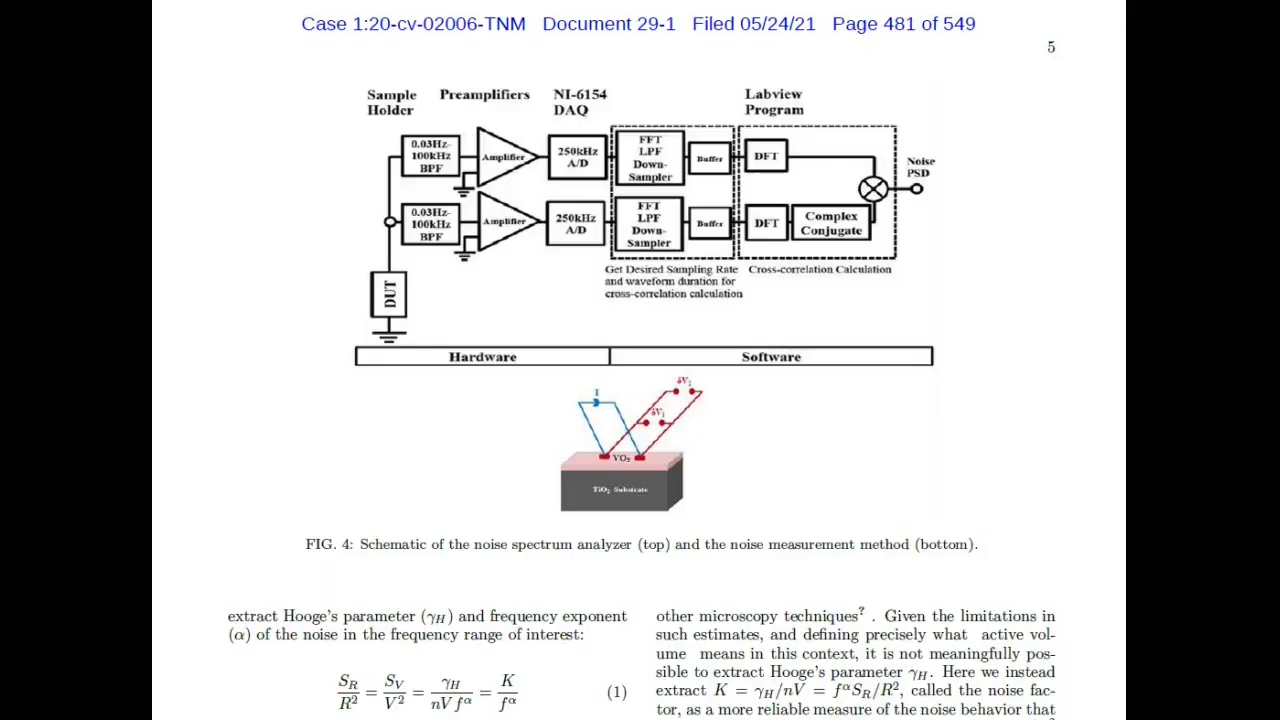 Case 1:20-cv-02006-TNM Document 29-1 Filed 05/24/21 Page 481 of 549
5
Sample Holder
Preamplifiers
NI-6154 DAQ
Labview Program
0.03Hz-
100kHz
BPF
Amplifier
250kHz
A/D
FFT
LPF
Down-
Sampler
Buffer
DFT
Noise
PSD
0.03Hz-
100kHz
BPF
Amplifier
250kHz
A/D
FFT
LPF
Down-
Sampler
Buffer
DFT
Complex
Conjugate
Get Desired Sampling Rate
and waveform duration for
cross-correlation calculation
Cross-correlation Calculation
DUT
Hardware
Software
I
δV₁
δV₁
VO₂
TiO₂ Substrate
FIG. 4: Schematic of the noise spectrum analyzer (top) and the noise measurement method (bottom).
extract Hooge's parameter (γH) and frequency exponent
(α) of the noise in the frequency range of interest:
S_R/R² = S_V/V² = γH/nVf^α = K/f^α (1)
other microscopy techniques? . Given the limitations in
such estimates, and defining precisely what active vol-
ume means in this context, it is not meaningfully pos-
sible to extract Hooge's parameter γH. Here we instead
extract K = γH/nV = f^αS_R/R², called the noise fac-
tor, as a more reliable measure of the noise behavior that